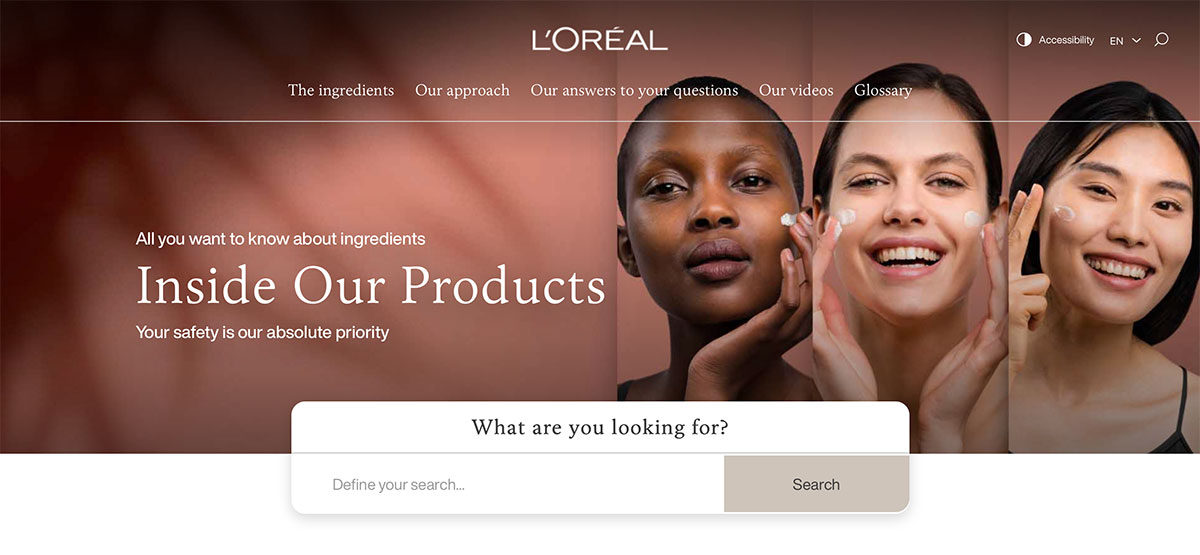 L'ORÉAL
Accessibility EN
The ingredients Our approach Our answers to your questions Our videos Glossary
All you want to know about ingredients
Inside Our Products
Your safety is our absolute priority
What are you looking for?
Define your search... Search